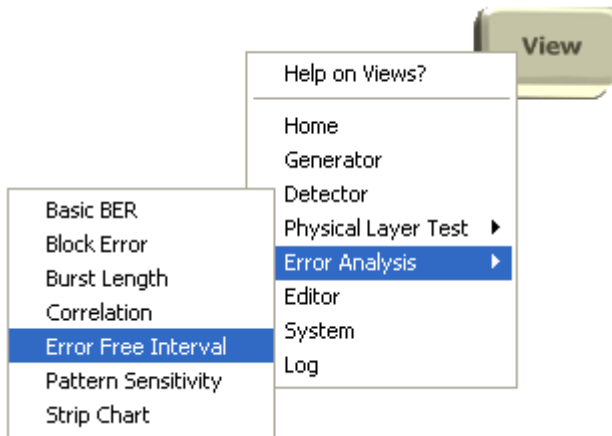 View
Help on Views?
Home
Generator
Detector
Physical Layer Test
Error Analysis
Editor
System
Log
Basic BER
Block Error
Burst Length
Correlation
Error Free Interval
Pattern Sensitivity
Strip Chart